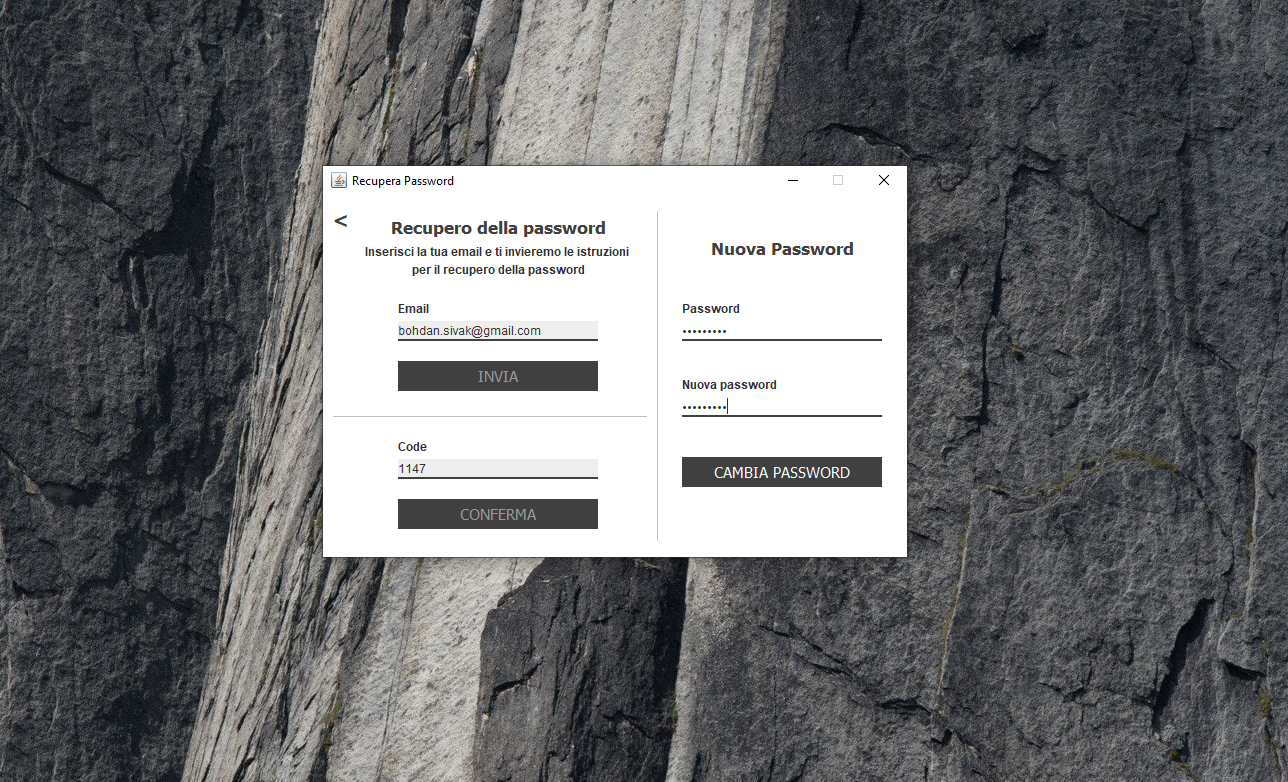 Recupera Password
<
Recupero della password
Inserisci la tua email e ti invieremo le istruzioni
per il recupero della password
Email
bohdan.sivak@gmail.com
INVIA
Code
1147
CONFERMA
Nuova Password
Password
•••••••••
Nuova password
•••••••••
CAMBIA PASSWORD